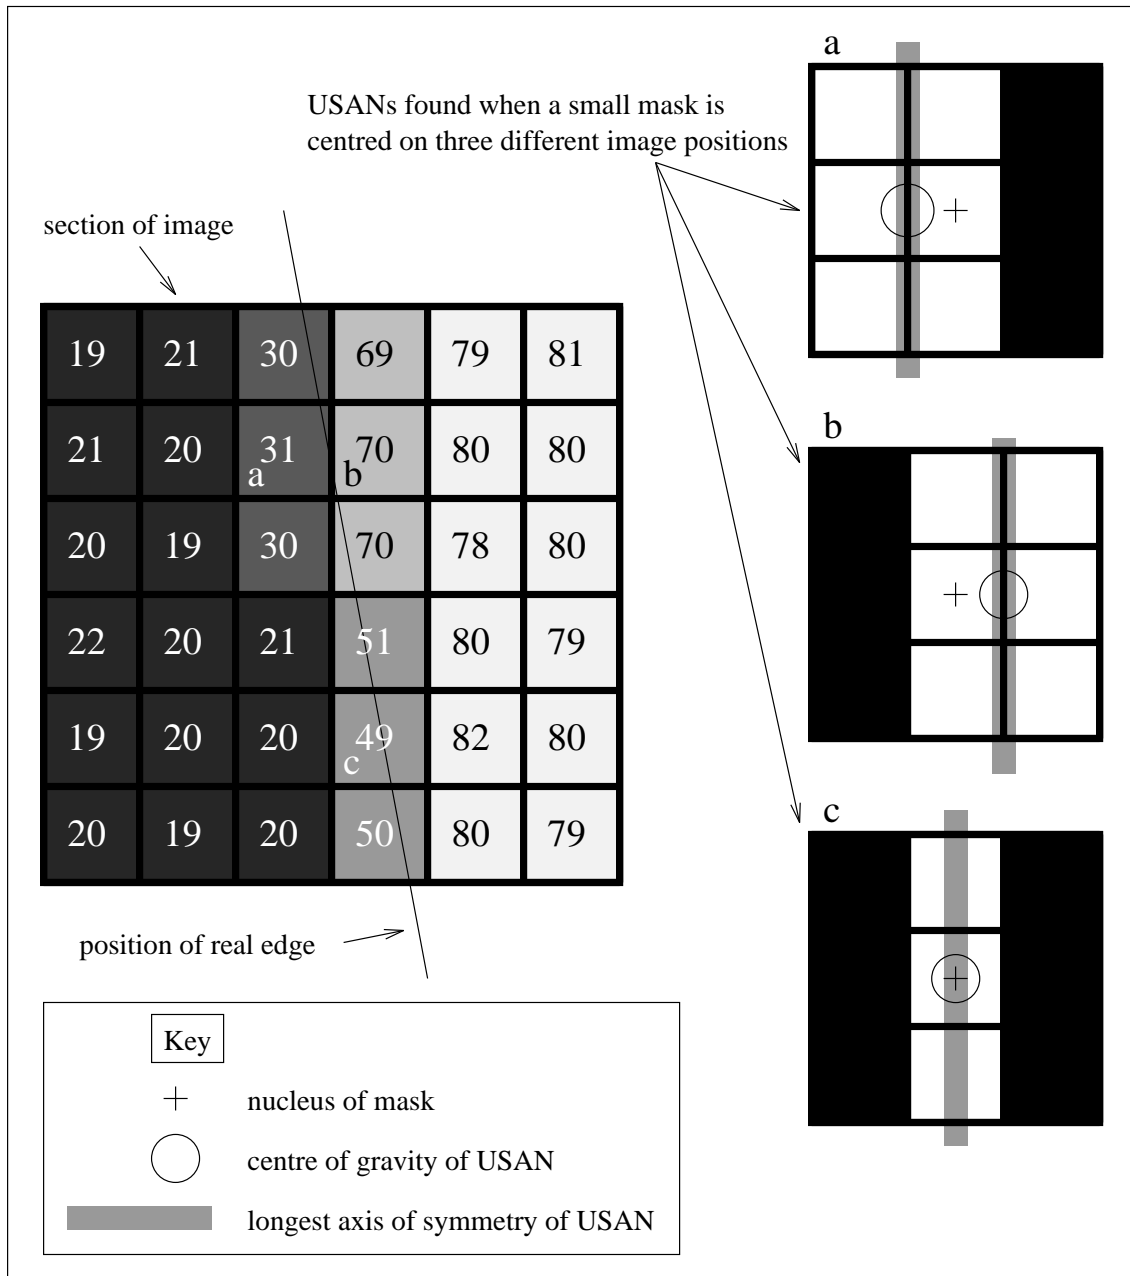 a
USANs found when a small mask is
centred on three different image positions
section of image
19 21 30 69 79 81
21 20 31 70 80 80
a b
20 19 30 70 78 80
22 20 21 51 80 79
19 20 20 49 82 80
c
20 19 20 50 80 79
b
c
position of real edge
Key
nucleus of mask
centre of gravity of USAN
longest axis of symmetry of USAN